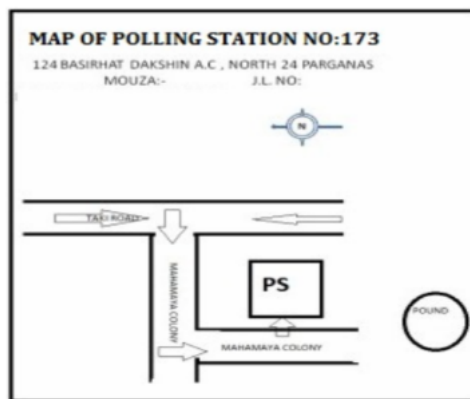 MAP OF POLLING STATION NO:173
124 BASIRHAT DAKSHIN A.C , NORTH 24 PARGANAS
MOUZA:- J.L. NO:
N
TAKI ROAD
MAHAMAYA COLONY
PS
POUND
MAHAMAYA COLONY